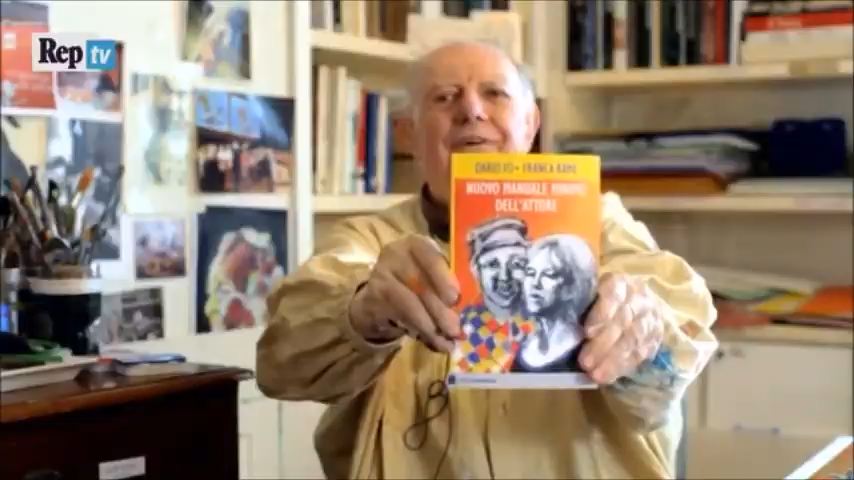 Rep tv
DARIO FO • FRANCA RAME
NUOVO MANUALE MINIMO
DELL'ATTORE